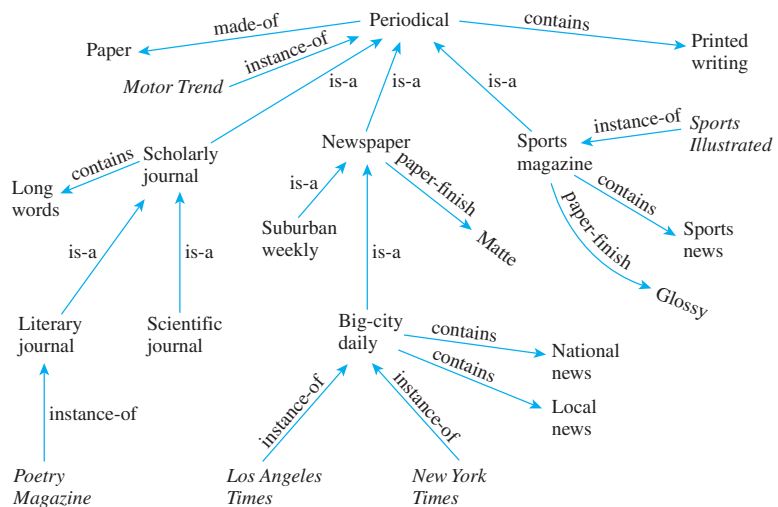 Periodical
made-of
contains
Paper
Printed
writing
instance-of
Motor Trend
is-a
is-a
is-a
instance-of
Sports
Illustrated
Scholarly
journal
Newspaper
Sports
magazine
contains
Long
words
is-a
paper-finish
contains
paper-finish
Suburban
weekly
Matte
Sports
news
is-a
is-a
is-a
Glossy
Literary
journal
Scientific
journal
Big-city
daily
contains
National
news
contains
Local
news
instance-of
instance-of
instance-of
Poetry
Magazine
Los Angeles
Times
New York
Times